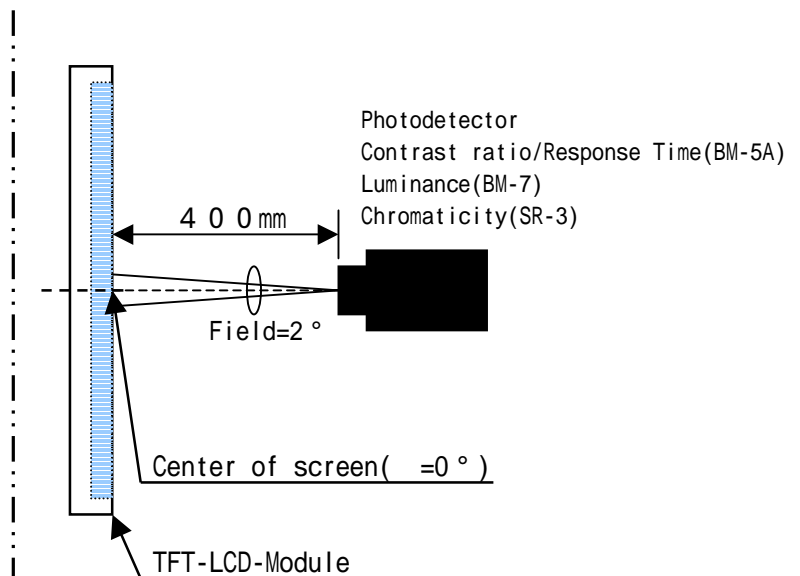 Photodetector
Contrast ratio/Response Time(BM-5A)
Luminance(BM-7)
Chromaticity(SR-3)
４００mm
Field=2°
Center of screen( =0°)
TFT-LCD-Module